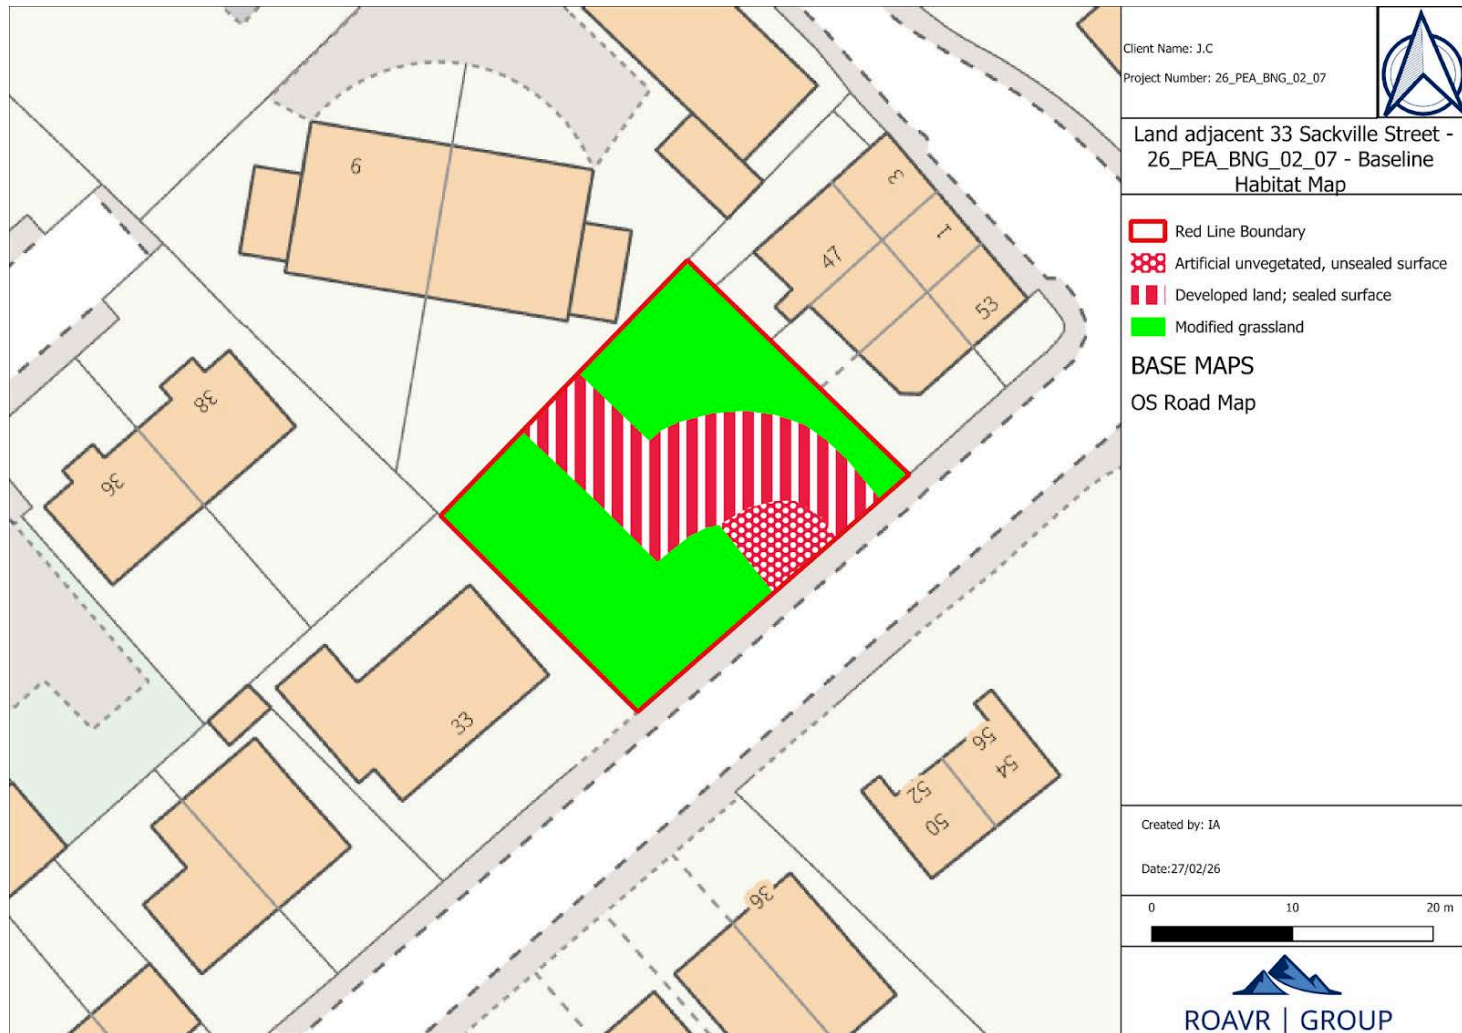 Client Name: J.C
Project Number: 26_PEA_BNG_02_07
Land adjacent 33 Sackville Street -
26_PEA_BNG_02_07 - Baseline
Habitat Map
Red Line Boundary
Artificial unvegetated, unsealed surface
Developed land; sealed surface
Modified grassland
BASE MAPS
OS Road Map
Created by: IA
Date:27/02/26
0 10 20 m
ROAVR | GROUP
6
3
1
47
53
38
36
33
56
54
52
50
36